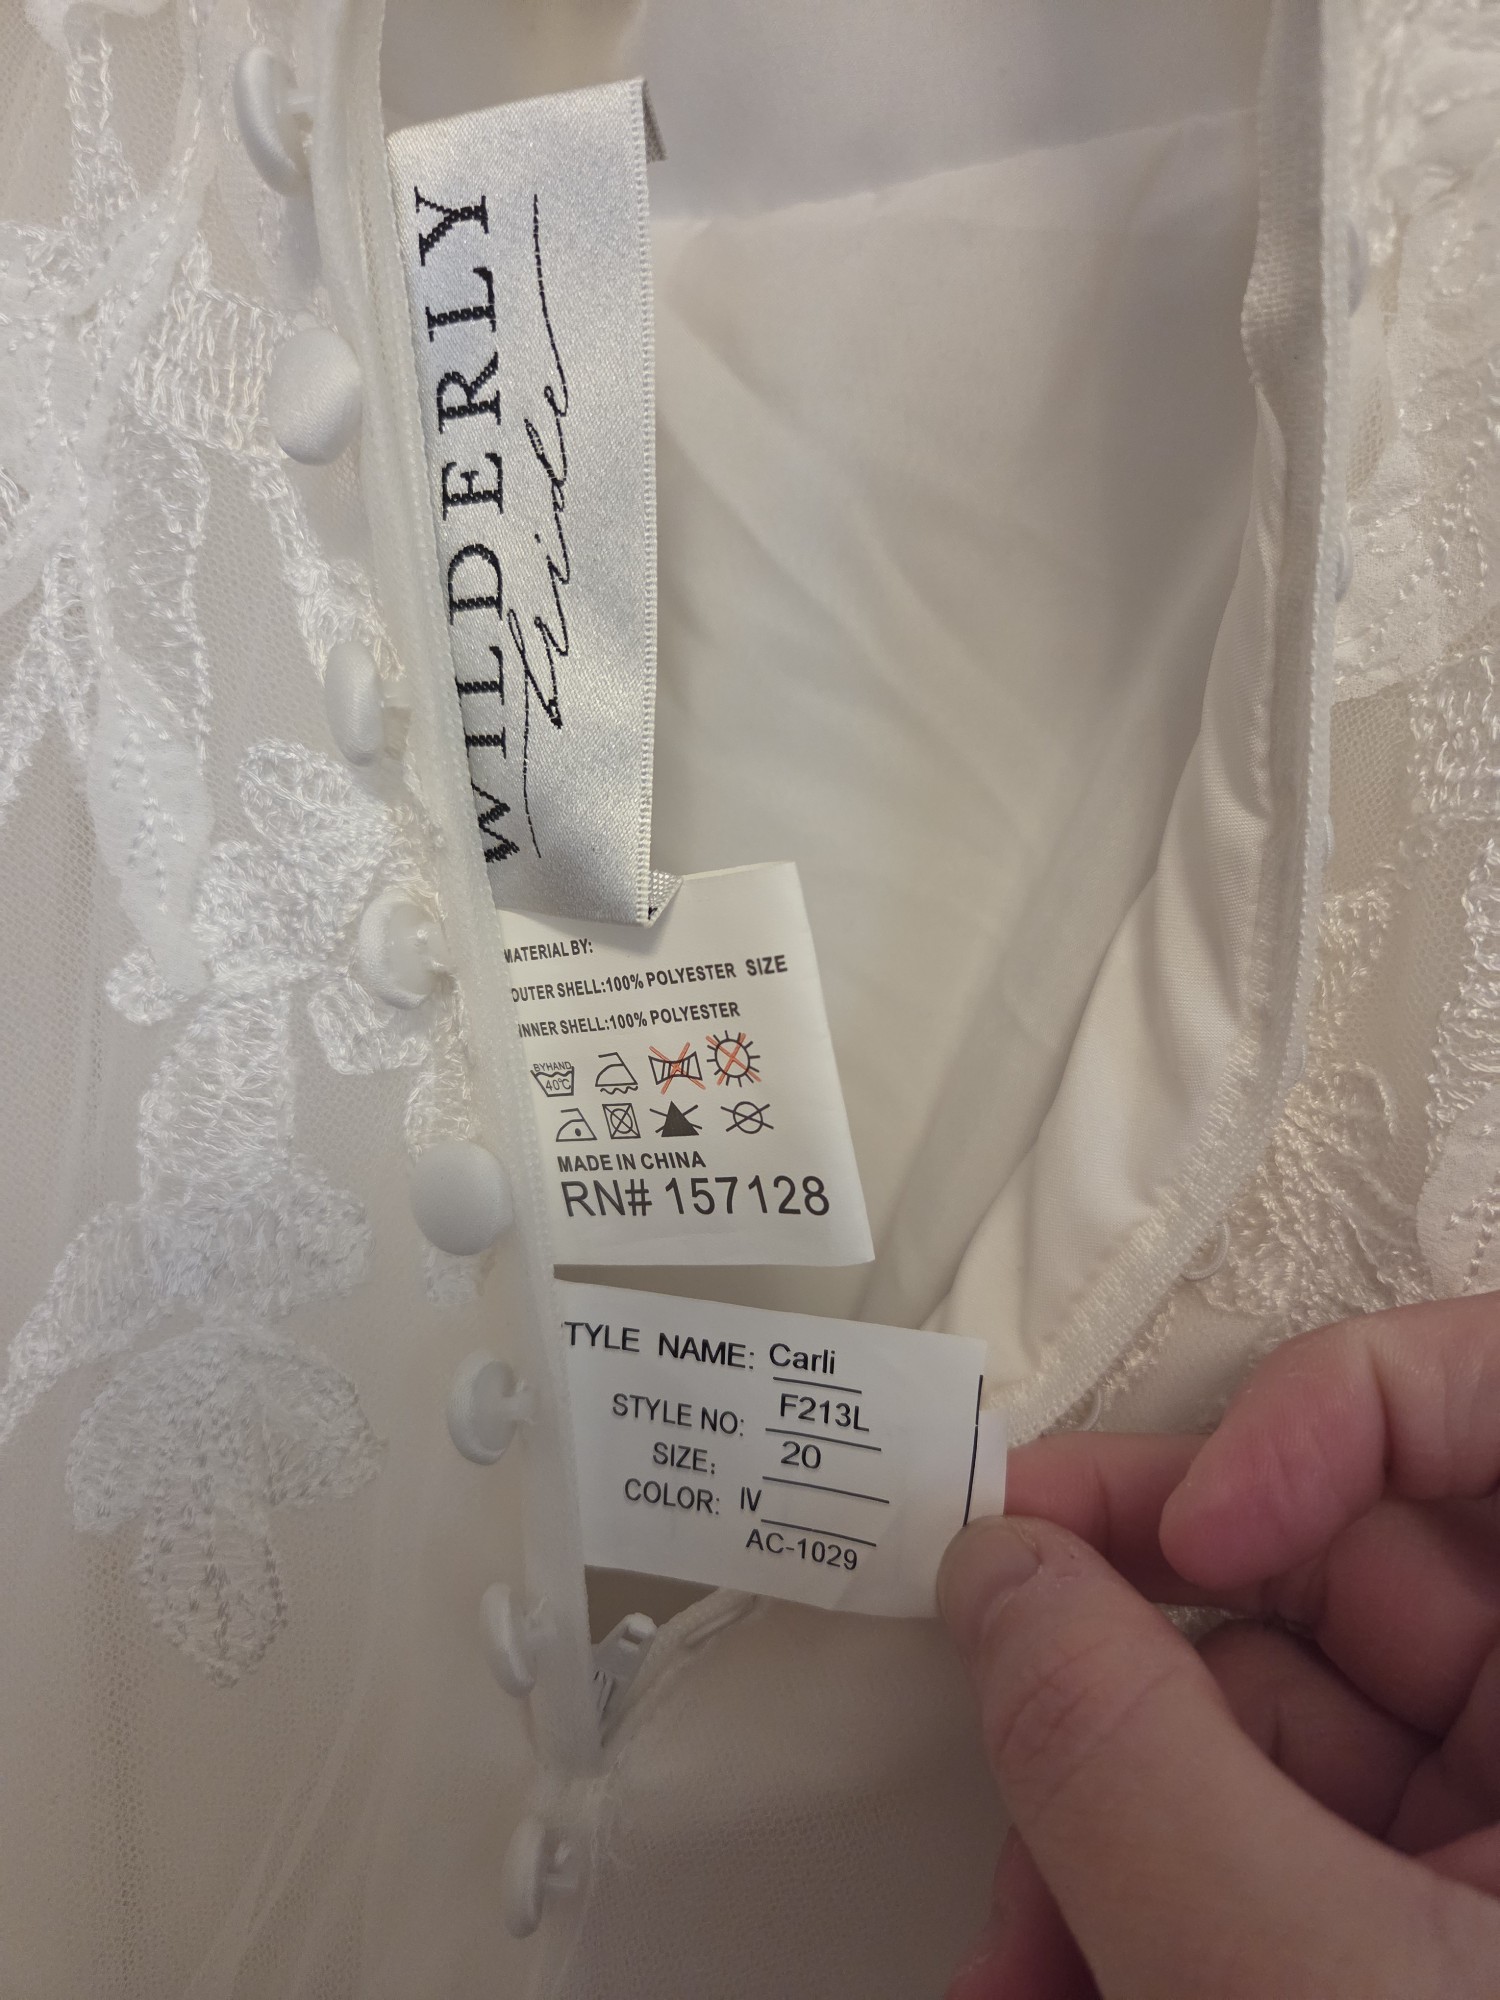 WILDERLY
bride
MATERIAL BY:
OUTER SHELL:100% POLYESTER SIZE
INNER SHELL:100% POLYESTER
BYHAND
40°C
MADE IN CHINA
RN# 157128
TYLE NAME: Carli
STYLE NO: F213L
SIZE: 20
COLOR: IV
AC-1029